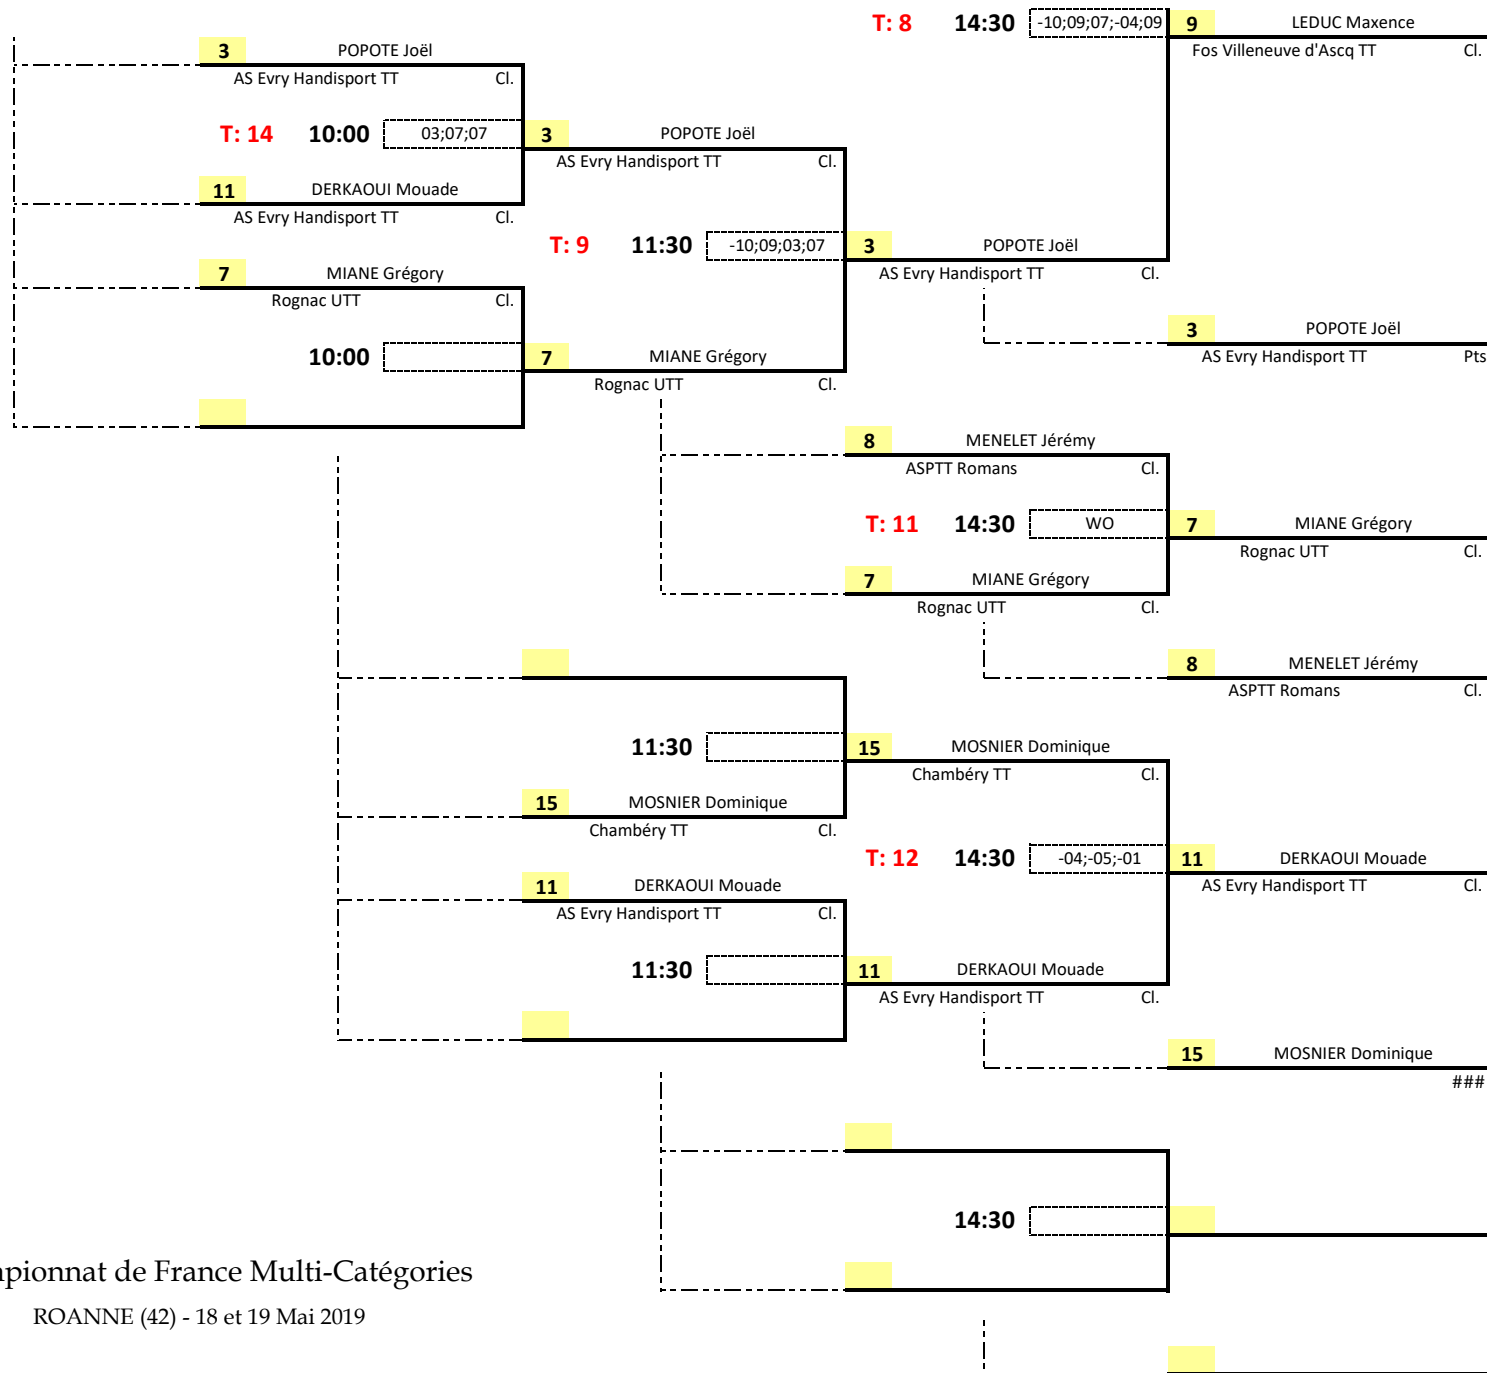 T: 8 14:30 -10;09;07;-04;09 9 LEDUC Maxence
Fos Villeneuve d'Ascq TT Cl.
3 POPOTE Joël
AS Evry Handisport TT Cl.
T: 14 10:00 03;07;07 3 POPOTE Joël
AS Evry Handisport TT Cl.
11 DERKAOUI Mouade
AS Evry Handisport TT Cl.
T: 9 11:30 -10;09;03;07 3 POPOTE Joël
AS Evry Handisport TT Cl.
7 MIANE Grégory
Rognac UTT Cl.
3 POPOTE Joël
AS Evry Handisport TT Pts
10:00 7 MIANE Grégory
Rognac UTT Cl.
8 MENELET Jérémy
ASPTT Romans Cl.
T: 11 14:30 WO 7 MIANE Grégory
Rognac UTT Cl.
7 MIANE Grégory
Rognac UTT Cl.
8 MENELET Jérémy
ASPTT Romans Cl.
11:30 15 MOSNIER Dominique
Chambéry TT Cl.
15 MOSNIER Dominique
Chambéry TT Cl.
T: 12 14:30 -04;-05;-01 11 DERKAOUI Mouade
AS Evry Handisport TT Cl.
11 DERKAOUI Mouade
AS Evry Handisport TT Cl.
11:30 11 DERKAOUI Mouade
AS Evry Handisport TT Cl.
15 MOSNIER Dominique
###
14:30
pionnat de France Multi-Catégories
ROANNE (42) - 18 et 19 Mai 2019